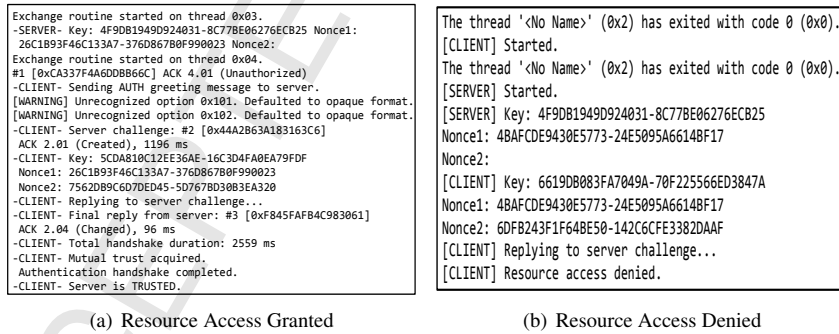 Exchange routine started on thread 0x03.
-SERVER- Key: 4F9DB1949D924031-8C77BE06276ECB25 Nonce1:
26C1B93F46C133A7-376D867B0F990023 Nonce2:
Exchange routine started on thread 0x04.
#1 [0xCA337F4A6DDBB66C] ACK 4.01 (Unauthorized)
-CLIENT- Sending AUTH greeting message to server.
[WARNING] Unrecognized option 0x101. Defaulted to opaque format.
[WARNING] Unrecognized option 0x102. Defaulted to opaque format.
-CLIENT- Server challenge: #2 [0x44A2B63A183163C6]
ACK 2.01 (Created), 1196 ms
-CLIENT- Key: 5CDA810C12EE36AE-16C3D4FA0EA79FDF
Nonce1: 26C1B93F46C133A7-376D867B0F990023
Nonce2: 7562DB9C6D7DED45-5D767BD30B3EA320
-CLIENT- Replying to server challenge...
-CLIENT- Final reply from server: #3 [0xF845FAFB4C983061]
ACK 2.04 (Changed), 96 ms
-CLIENT- Total handshake duration: 2559 ms
-CLIENT- Mutual trust acquired.
Authentication handshake completed.
-CLIENT- Server is TRUSTED.
(a) Resource Access Granted
The thread '<No Name>' (0x2) has exited with code 0 (0x0).
[CLIENT] Started.
The thread '<No Name>' (0x2) has exited with code 0 (0x0).
[SERVER] Started.
[SERVER] Key: 4F9DB1949D924031-8C77BE06276ECB25
Nonce1: 4BAFCDE9430E5773-24E5095A6614BF17
Nonce2:
[CLIENT] Key: 6619DB083FA7049A-70F225566ED3847A
Nonce1: 4BAFCDE9430E5773-24E5095A6614BF17
Nonce2: 6DFB243F1F64BE50-142C6CFE3382DAAF
[CLIENT] Replying to server challenge...
[CLIENT] Resource access denied.
(b) Resource Access Denied